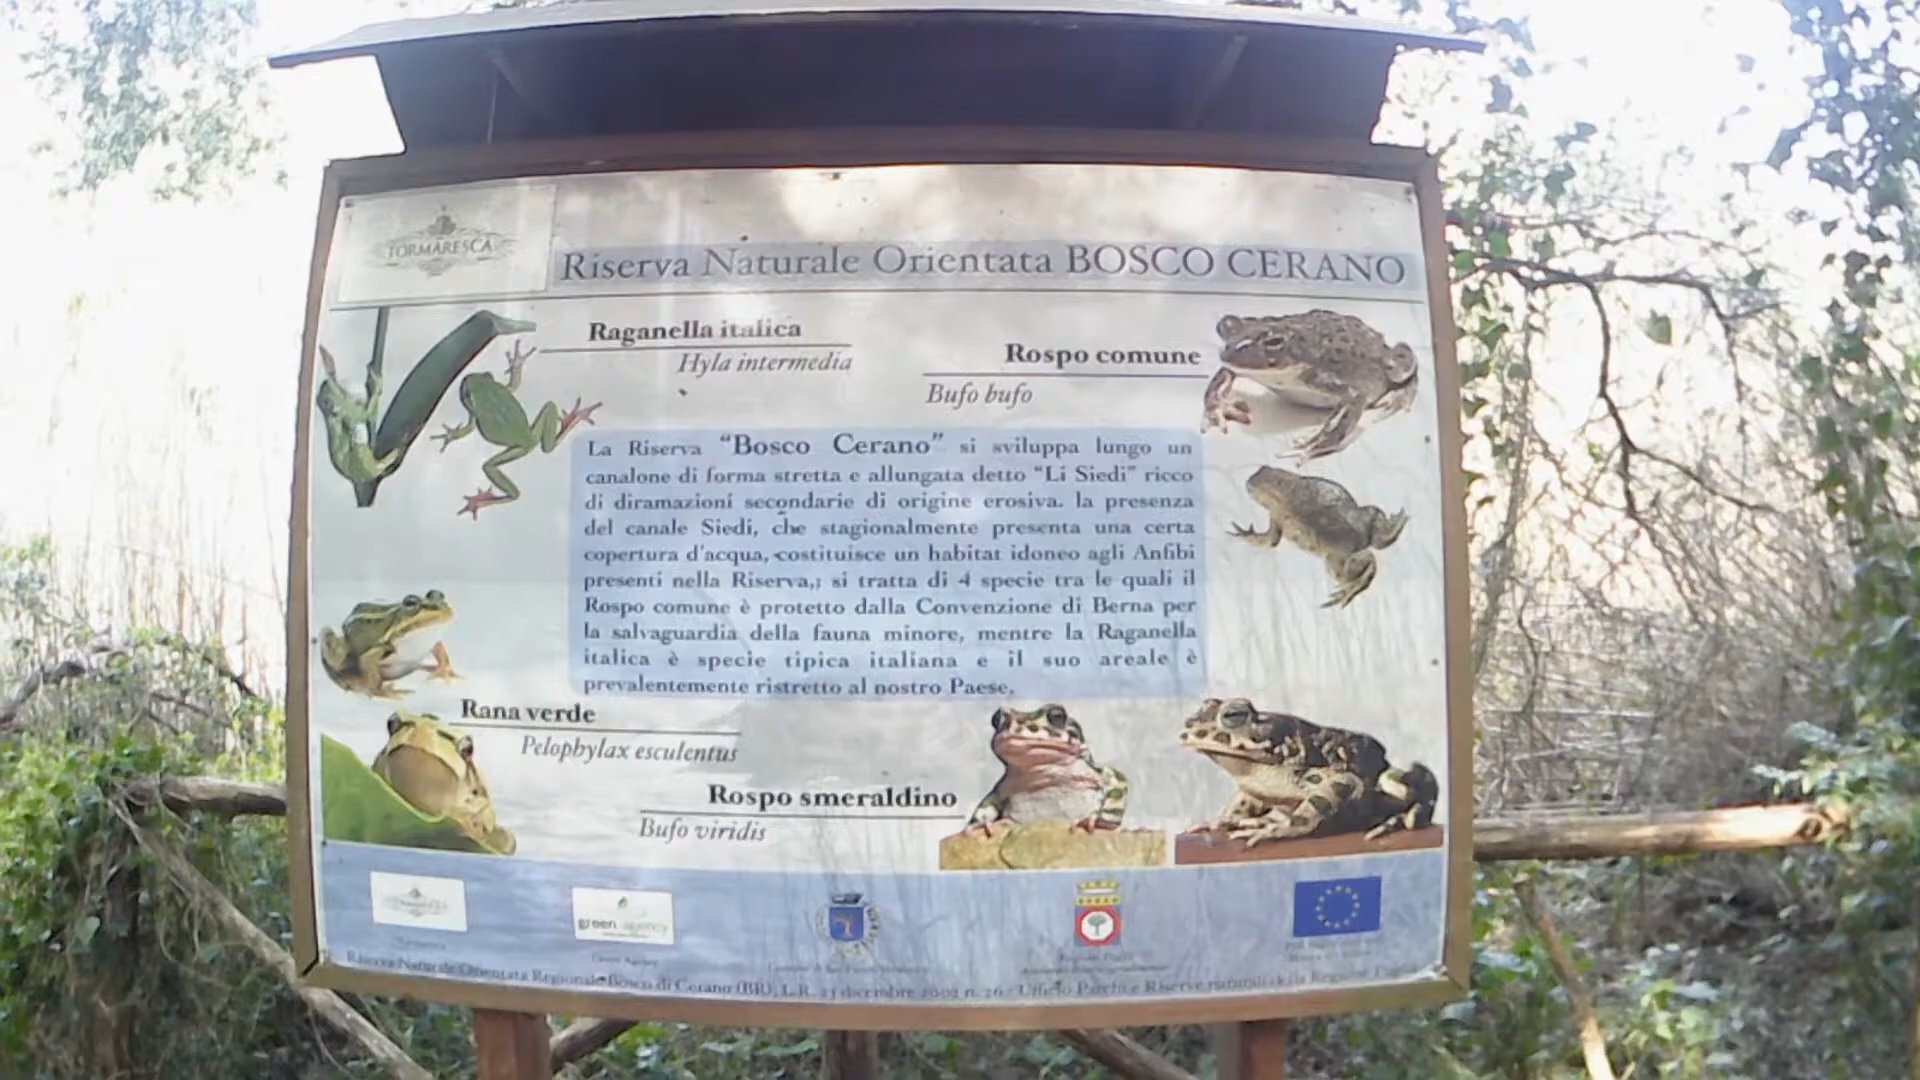 TORMARESCA
Riserva Naturale Orientata BOSCO CERANO
Raganella italica
Hyla intermedia
Rospo comune
Bufo bufo
La Riserva “Bosco Cerano” si sviluppa lungo un
canalone di forma stretta e allungata detto “Li Siedi” ricco
di diramazioni secondarie di origine erosiva. la presenza
del canale Siedi, che stagionalmente presenta una certa
copertura d'acqua, costituisce un habitat idoneo agli Anfibi
presenti nella Riserva,; si tratta di 4 specie tra le quali il
Rospo comune è protetto dalla Convenzione di Berna per
la salvaguardia della fauna minore, mentre la Raganella
italica è specie tipica italiana e il suo areale è
prevalentemente ristretto al nostro Paese.
Rana verde
Pelophylax esculentus
Rospo smeraldino
Bufo viridis
green agency
Riserva Naturale Orientata Regionale Bosco di Cerano (BR), L.R. 23 dicembre 2002 n. 26 - Ufficio Parchi e Riserve naturali